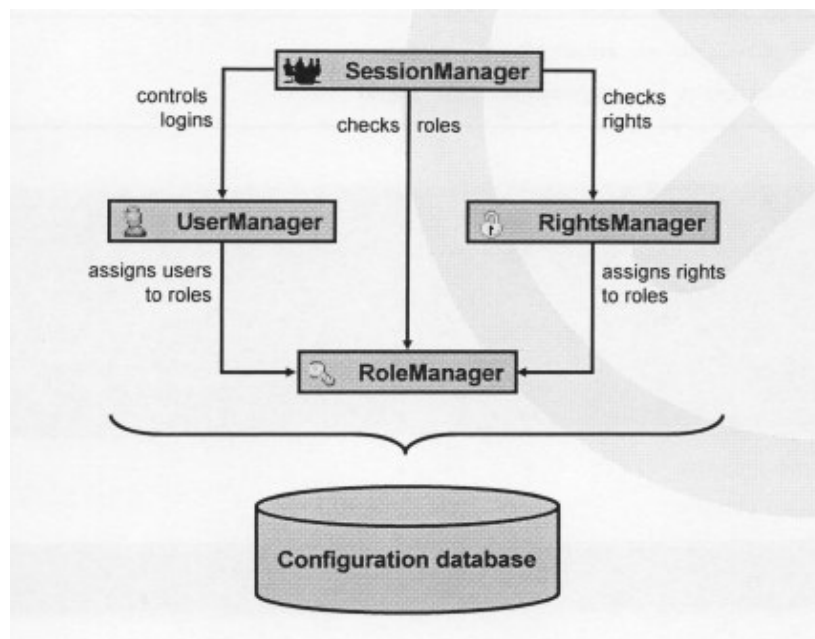 SessionManager
controls
logins
checks roles
checks
rights
UserManager
RightsManager
assigns users
to roles
assigns rights
to roles
RoleManager
Configuration database